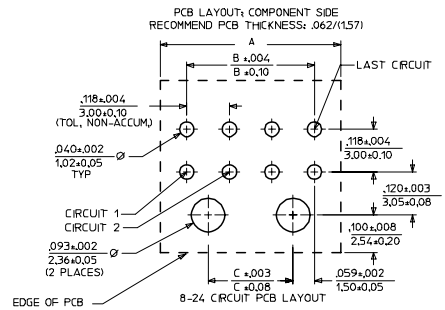 PCB LAYOUT: COMPONENT SIDE
RECOMMEND PCB THICKNESS: .062/(1.57)
A
B ±.004
B ±0.10
LAST CIRCUIT
.118±.004
3.00±0.10
(TOL. NON-ACCUM.)
.040±.002
1.02±0.05
TYP
Ø
.118±.004
3.00±0.10
.120±.003
3.05±0.08
CIRCUIT 1
CIRCUIT 2
.093±.002
2.36±0.05
(2 PLACES)
Ø
.100±.008
2.54±0.20
C ±.003
C ±0.08
.059±.002
1.50±0.05
EDGE OF PCB
8-24 CIRCUIT PCB LAYOUT